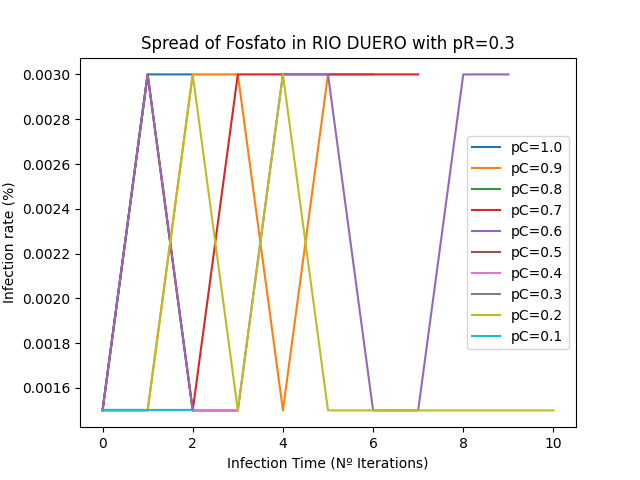 Spread of Fosfato in RIO DUERO with pR=0.3
Infection rate (%)
0.0030
0.0028
0.0026
0.0024
0.0022
0.0020
0.0018
0.0016
pC=1.0
pC=0.9
pC=0.8
pC=0.7
pC=0.6
pC=0.5
pC=0.4
pC=0.3
pC=0.2
pC=0.1
0 2 4 6 8 10
Infection Time (Nº Iterations)